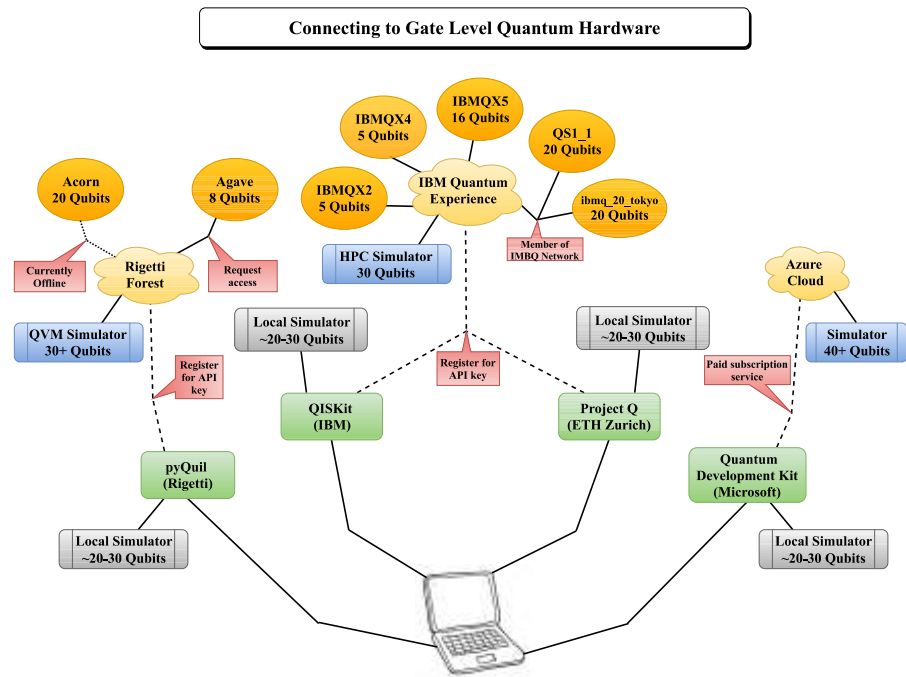 Connecting to Gate Level Quantum Hardware
IBMQX5
16 Qubits
IBMQX4
5 Qubits
QS1_1
20 Qubits
Acorn
20 Qubits
Agave
8 Qubits
IBMQX2
5 Qubits
IBM Quantum
Experience
ibmq_20_tokyo
20 Qubits
Currently
Offline
Rigetti
Forest
Request
access
HPC Simulator
30 Qubits
Member of
IMBQ Network
Azure
Cloud
QVM Simulator
30+ Qubits
Local Simulator
~20-30 Qubits
Local Simulator
~20-30 Qubits
Simulator
40+ Qubits
Register
for API
key
Register for
API key
Paid subscription
service
QISKit
(IBM)
Project Q
(ETH Zurich)
pyQuil
(Rigetti)
Quantum
Development Kit
(Microsoft)
Local Simulator
~20-30 Qubits
Local Simulator
~20-30 Qubits